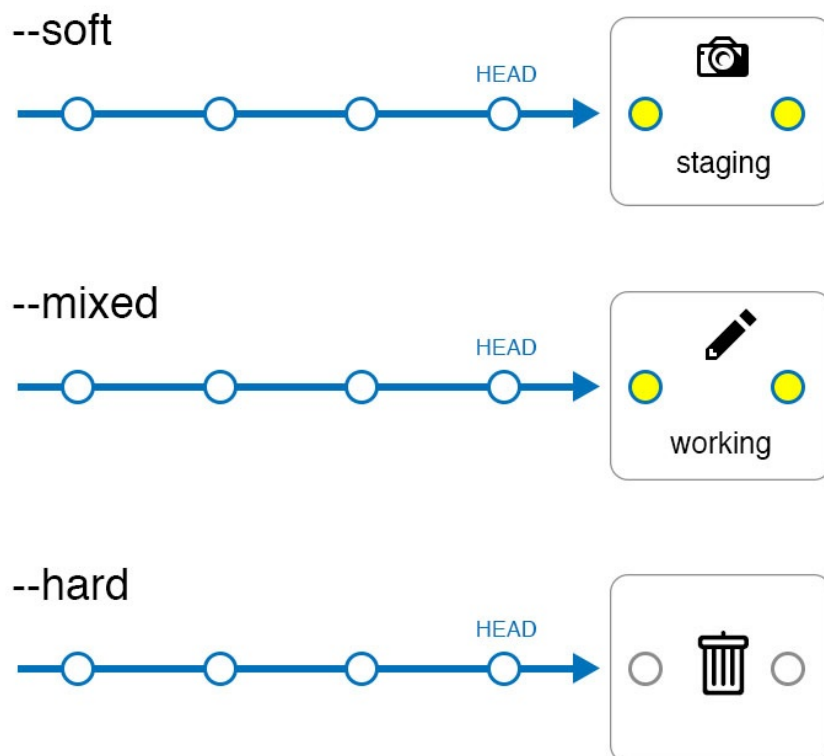 --soft
HEAD
staging
--mixed
HEAD
working
--hard
HEAD